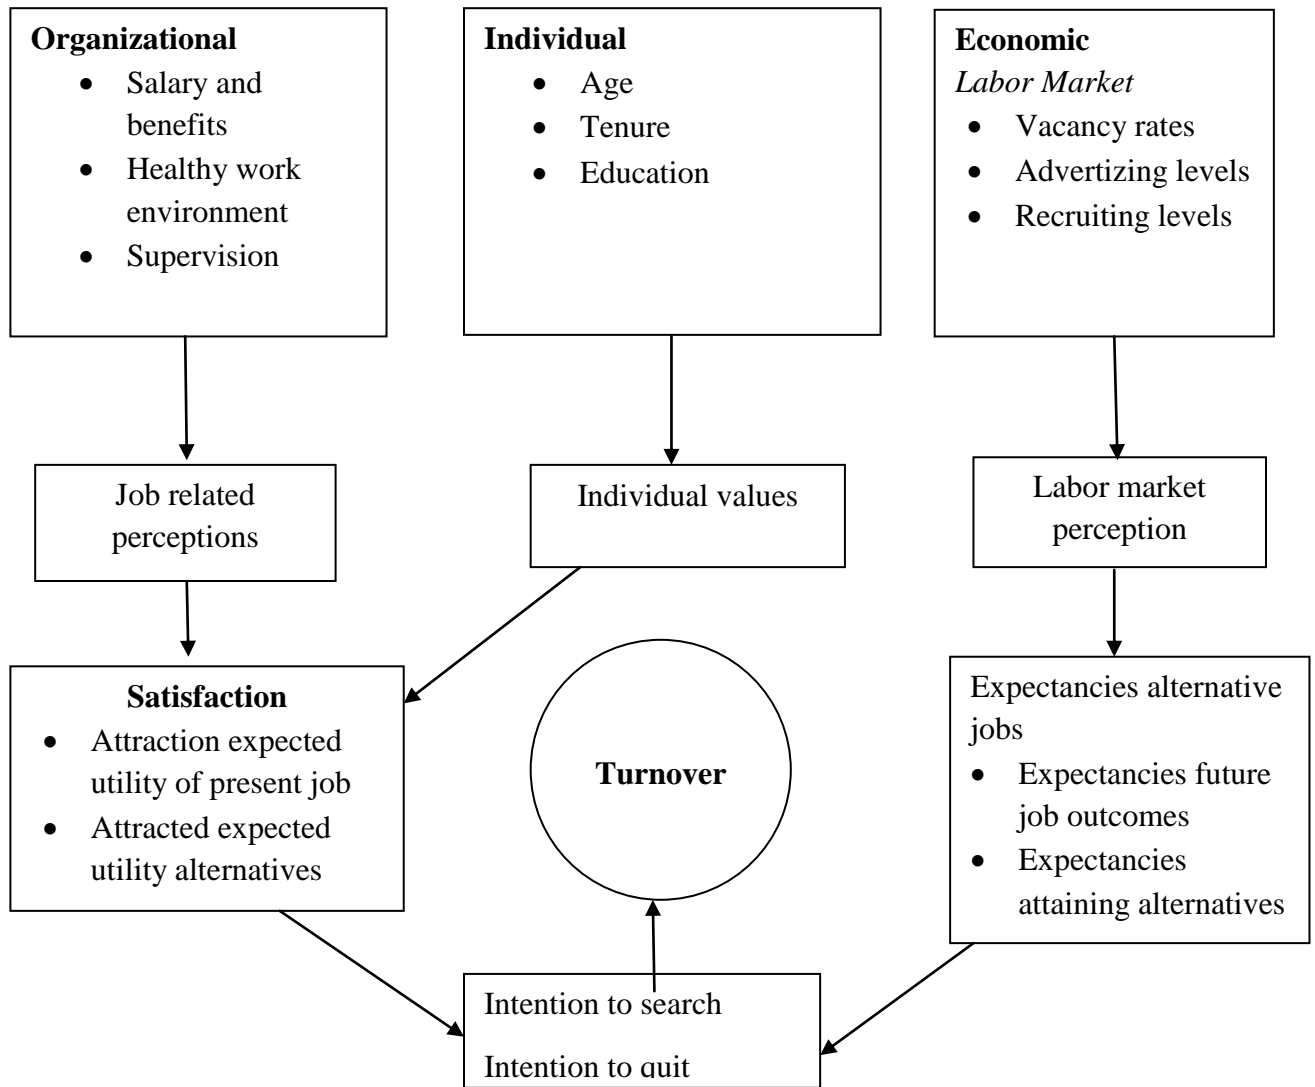 Organizational
• Salary and
benefits
• Healthy work
environment
• Supervision
Individual
• Age
• Tenure
• Education
Economic
Labor Market
• Vacancy rates
• Advertizing levels
• Recruiting levels
Job related
perceptions
Individual values
Labor market
perception
Satisfaction
• Attraction expected
utility of present job
• Attracted expected
utility alternatives
Turnover
Expectancies alternative
jobs
• Expectancies future
job outcomes
• Expectancies
attaining alternatives
Intention to search
Intention to quit